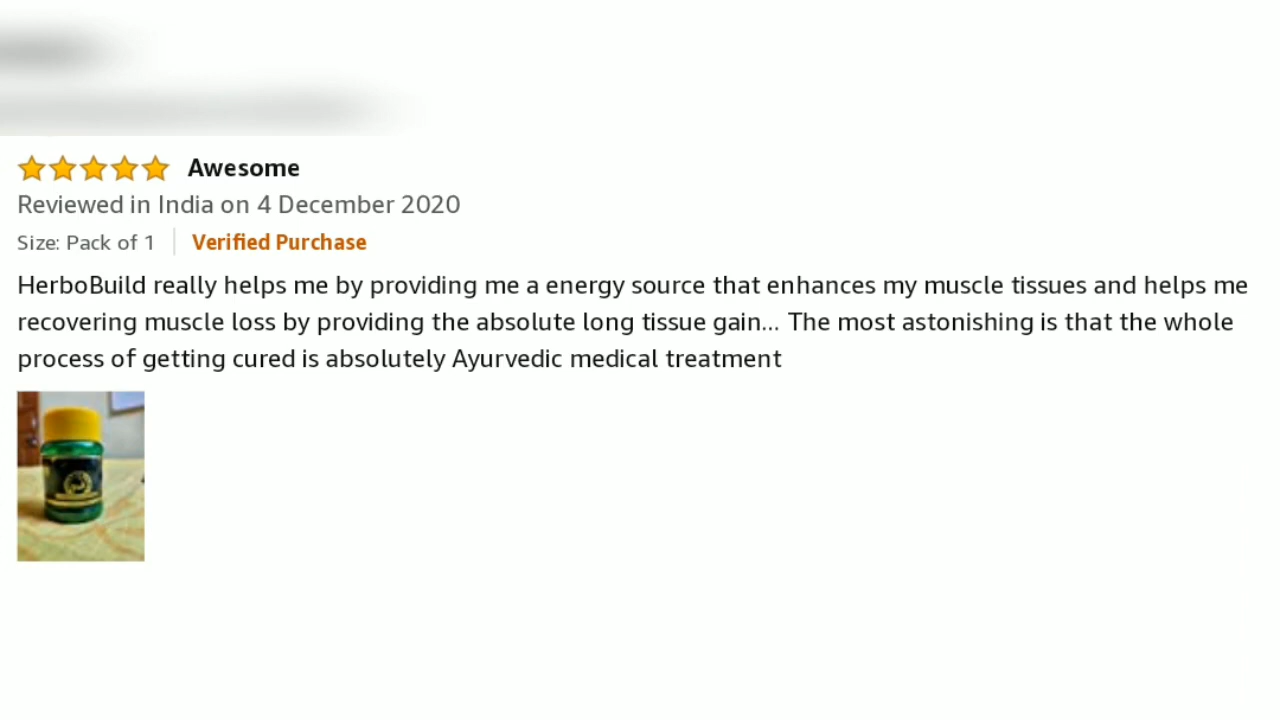 Awesome
Reviewed in India on 4 December 2020
Size: Pack of 1 Verified Purchase
HerboBuild really helps me by providing me a energy source that enhances my muscle tissues and helps me
recovering muscle loss by providing the absolute long tissue gain... The most astonishing is that the whole
process of getting cured is absolutely Ayurvedic medical treatment